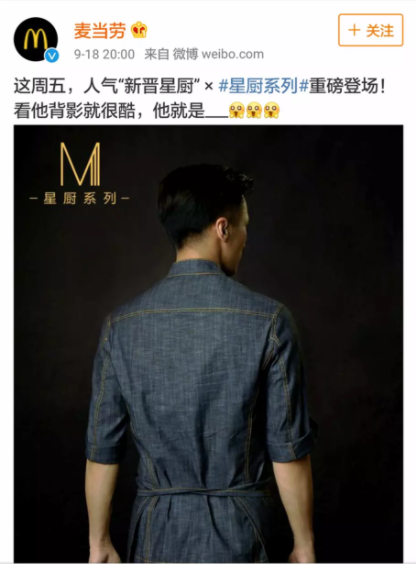 麦当劳
+ 关注
9-18 20:00 来自 微博 weibo.com
这周五，人气“新晋星厨” × #星厨系列#重磅登场！
看他背影就很酷，他就是___
M
星厨系列